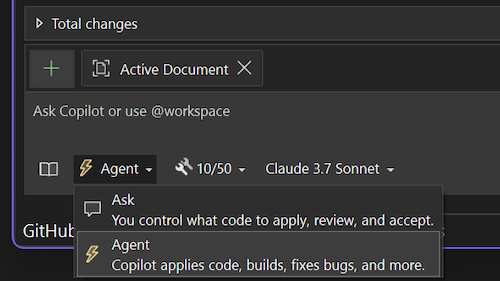 Total changes
Active Document
Ask Copilot or use @workspace
Agent 10/50 Claude 3.7 Sonnet
Ask
You control what code to apply, review, and accept.
GitHub
Agent
Copilot applies code, builds, fixes bugs, and more.